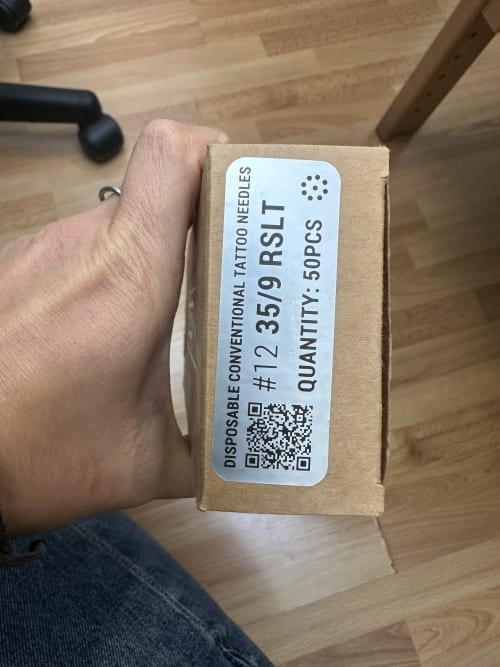 DISPOSABLE CONVENTIONAL TATTOO NEEDLES
#12 35/9 RSLT
QUANTITY: 50PCS